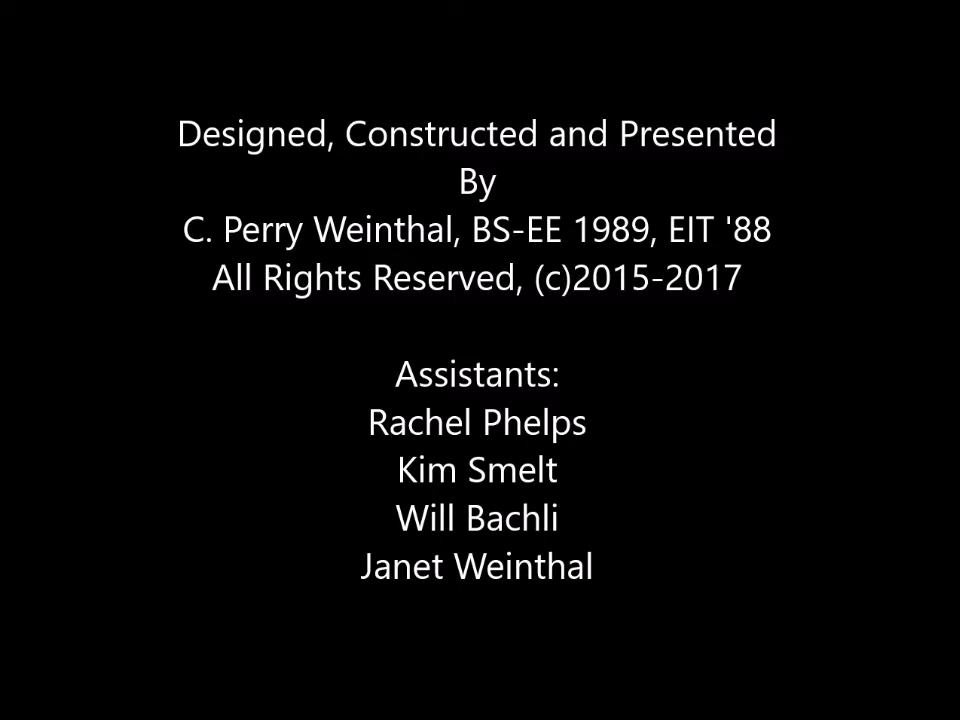 Designed, Constructed and Presented
By
C. Perry Weinthal, BS-EE 1989, EIT '88
All Rights Reserved, (c)2015-2017
Assistants:
Rachel Phelps
Kim Smelt
Will Bachli
Janet Weinthal